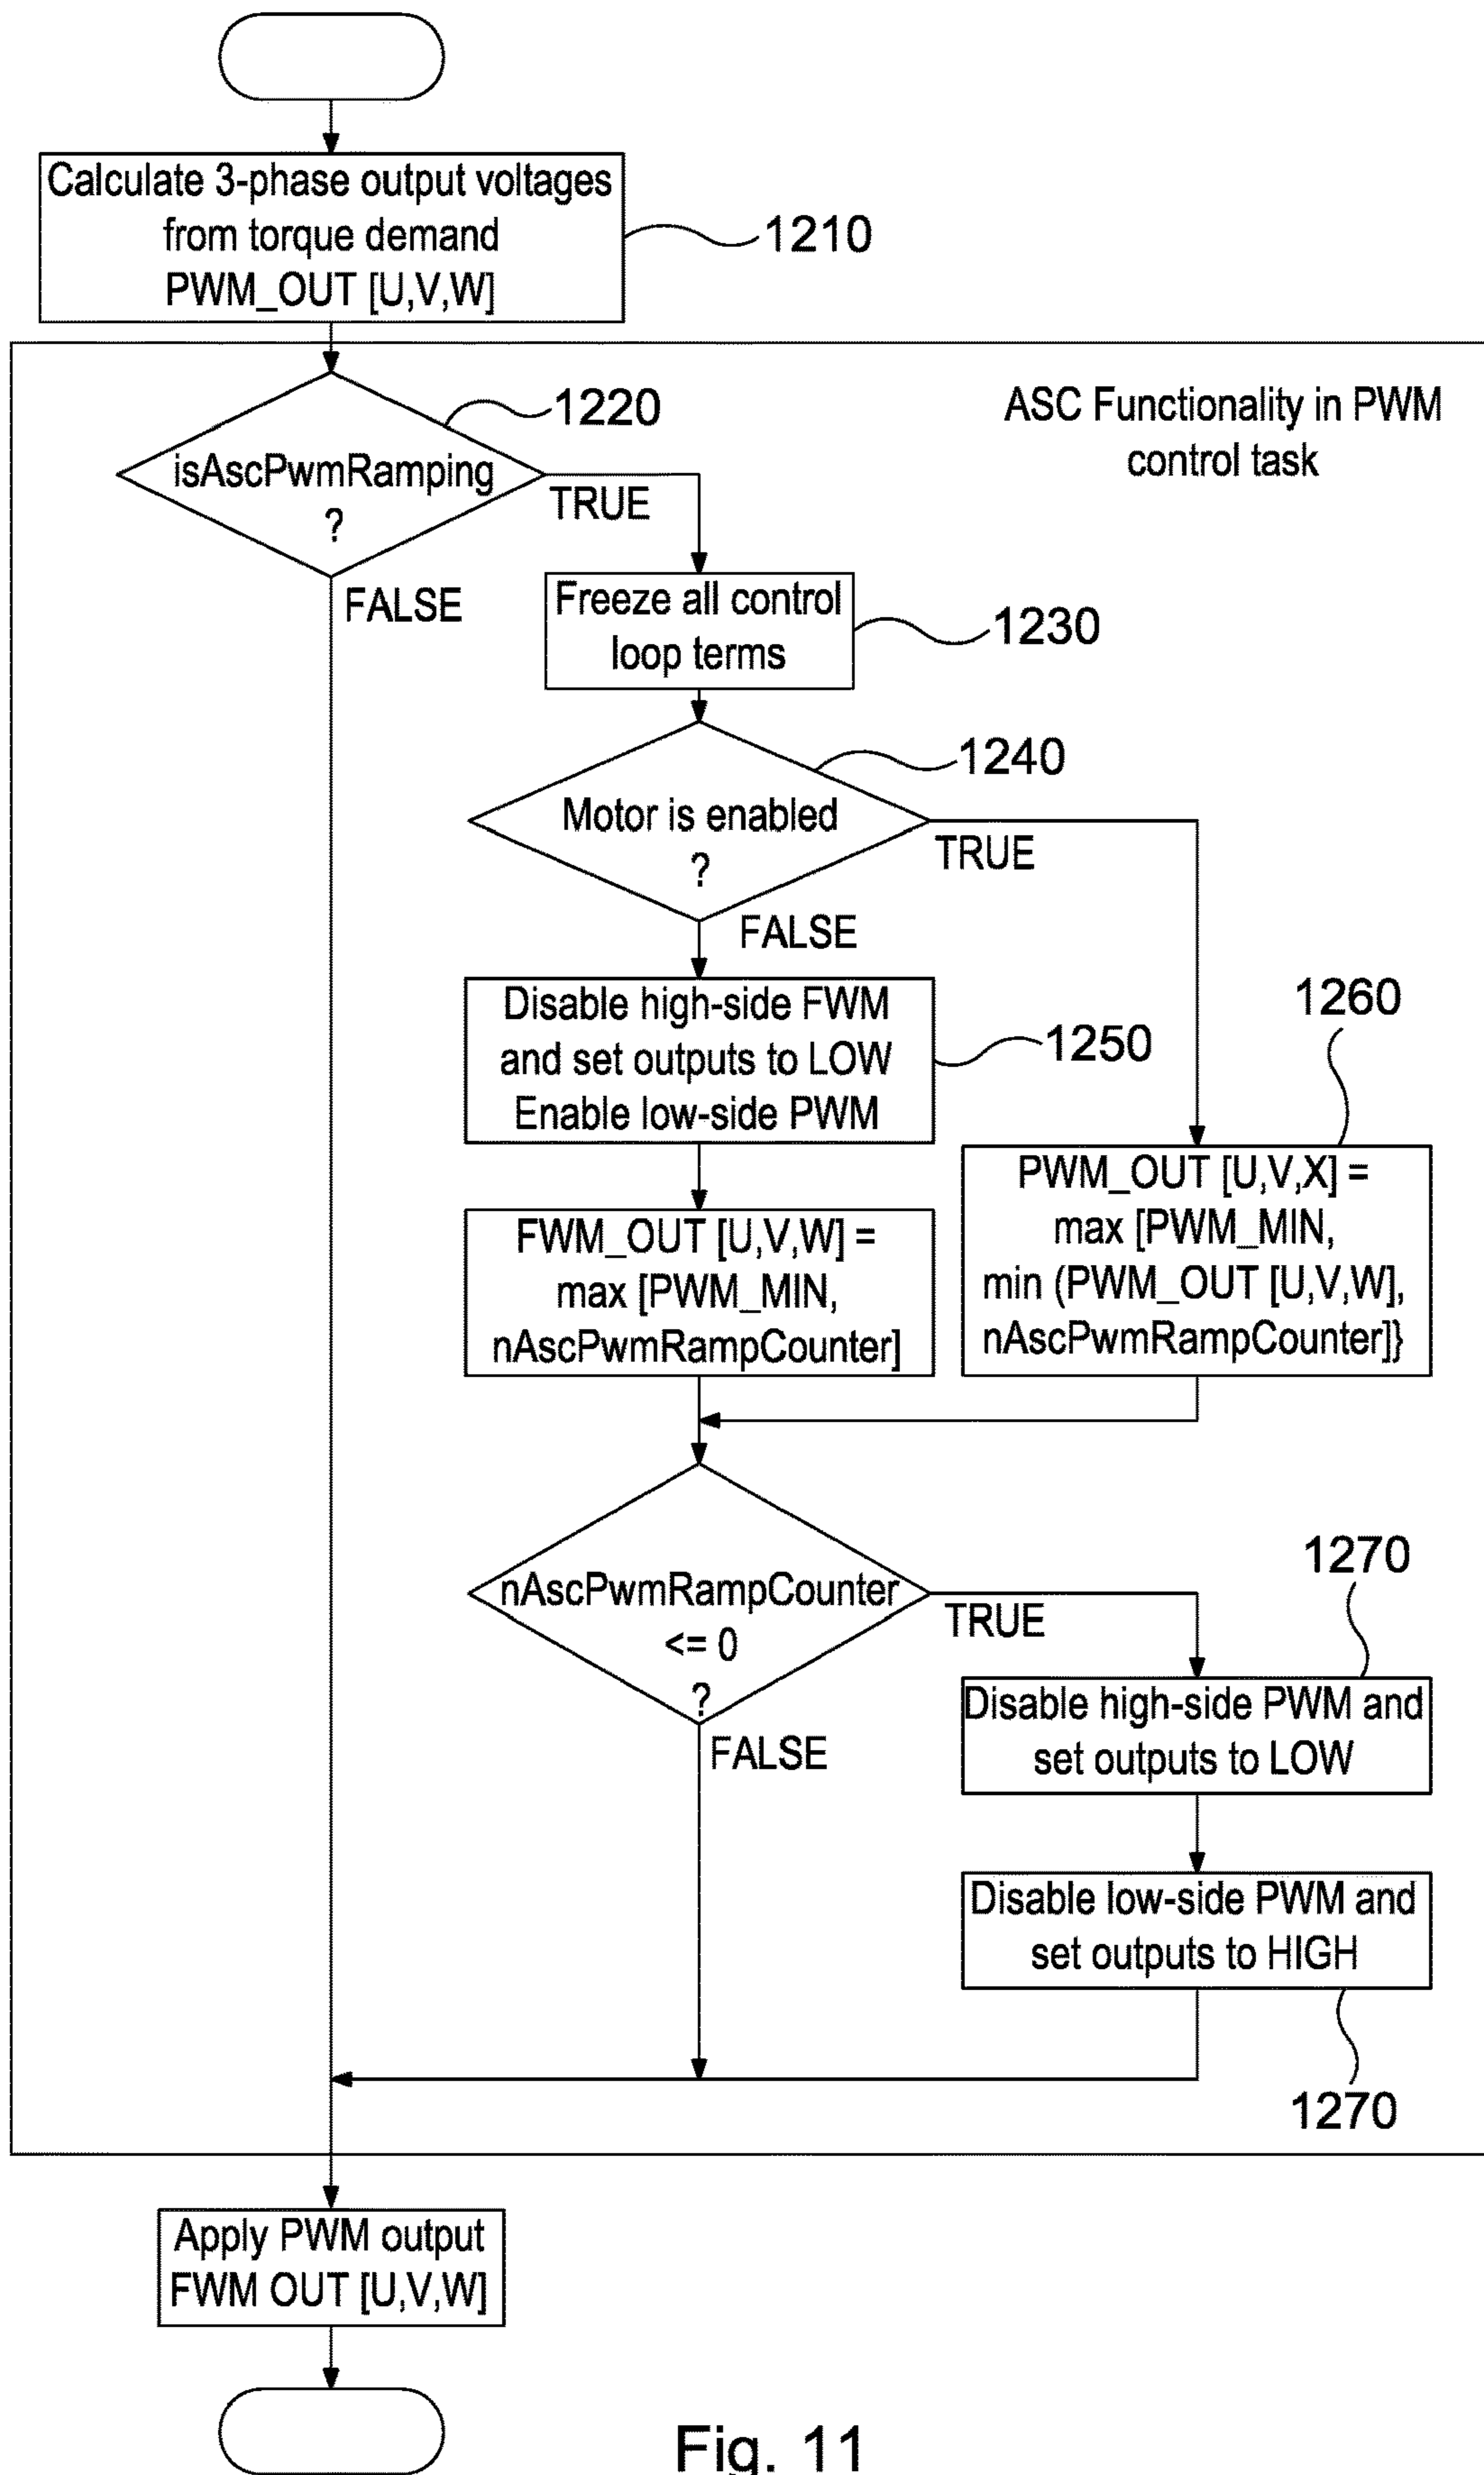 Calculate 3-phase output voltages
from torque demand
PWM_OUT [U,V,W]
1210
ASC Functionality in PWM
control task
1220
isAscPwmRamping
?
TRUE
FALSE
Freeze all control
loop terms
1230
1240
Motor is enabled
?
TRUE
FALSE
Disable high-side FWM
and set outputs to LOW
Enable low-side PWM
1250
1260
FWM_OUT [U,V,W] =
max [PWM_MIN,
nAscPwmRampCounter]
PWM_OUT [U,V,X] =
max [PWM_MIN,
min (PWM_OUT [U,V,W],
nAscPwmRampCounter]}
nAscPwmRampCounter
<= 0
?
TRUE
FALSE
1270
Disable high-side PWM and
set outputs to LOW
Disable low-side PWM and
set outputs to HIGH
1270
Apply PWM output
FWM OUT [U,V,W]
Fig. 11